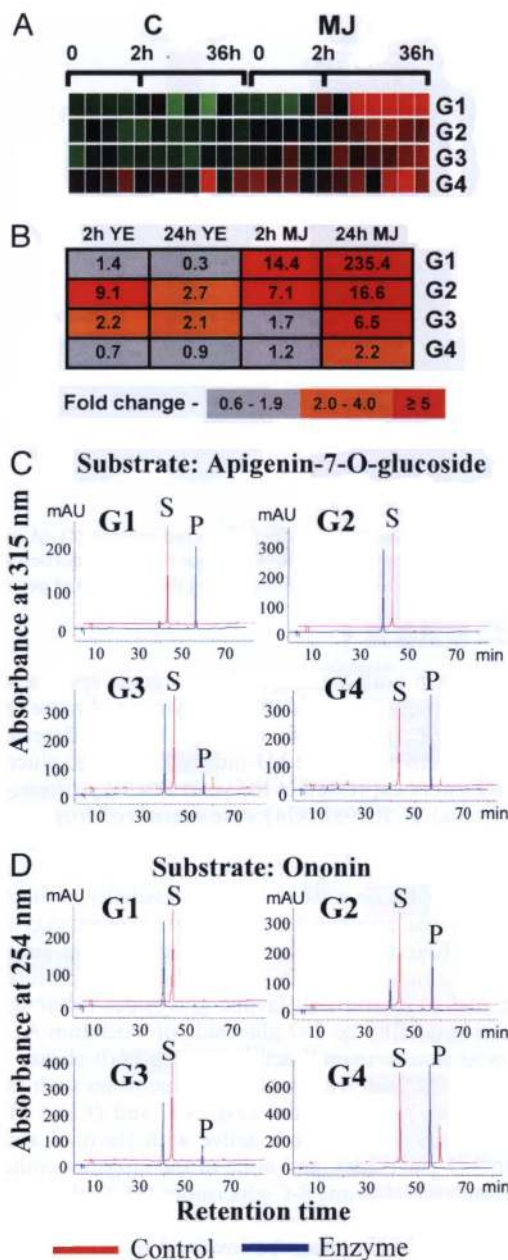 A
C MJ
0 2h 36h 0 2h 36h
G1
G2
G3
G4
B
2h YE 24h YE 2h MJ 24h MJ
1.4 0.3 14.4 235.4 G1
9.1 2.7 7.1 16.6 G2
2.2 2.1 1.7 6.5 G3
0.7 0.9 1.2 2.2 G4
Fold change - 0.6 - 1.9 2.0 - 4.0 ≥ 5
C Substrate: Apigenin-7-O-glucoside
Absorbance at 315 nm
mAU G1 S P
200
100
0
10 30 50 70
G2 S
mAU
300
200
100
0
10 30 50 70 min
G3 S P
300
200
100
0
10 30 50 70
G4 S P
300
200
100
0
10 30 50 70 min
D Substrate: Ononin
Absorbance at 254 nm
G1 S
200
100
0
10 30 50 70
G2 S P
300
200
100
0
10 30 50 70
G3 S P
400
300
200
100
0
10 30 50 70
G4 P
600
400
200
0
10 30 50 70 min
Retention time
Control Enzyme